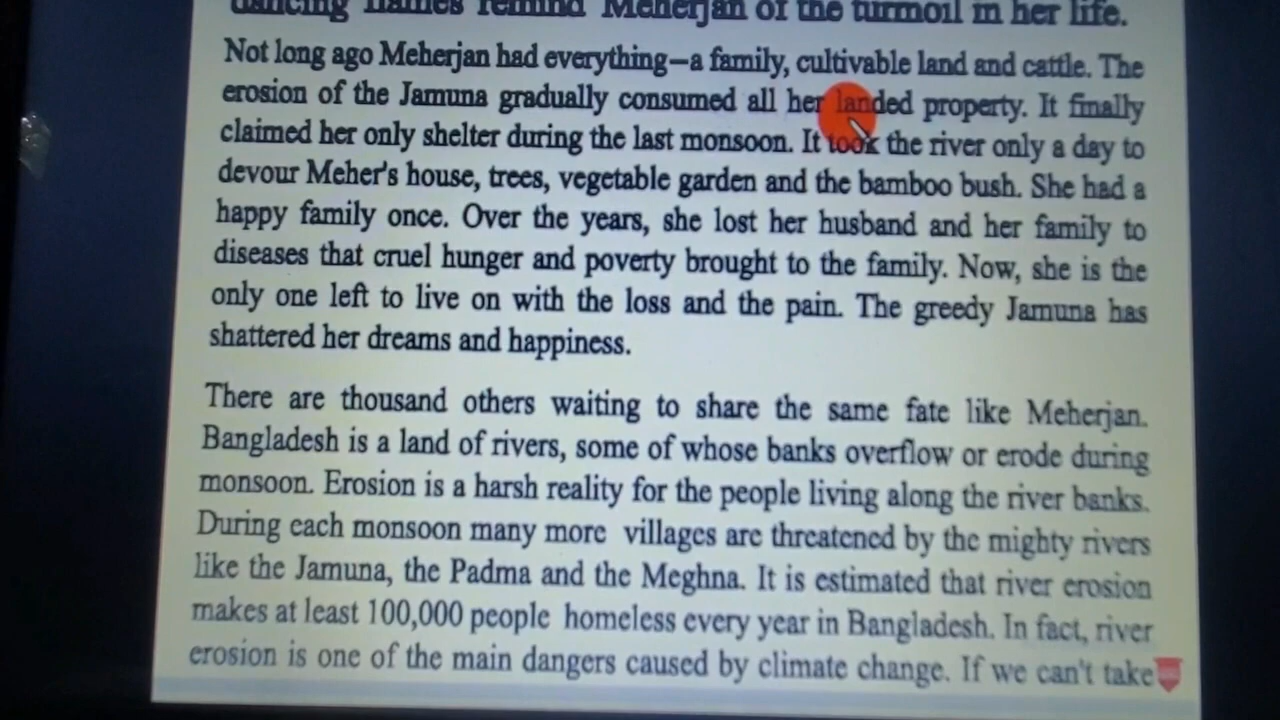 dancing flames remind Meherjan of the turmoil in her life.
Not long ago Meherjan had everything—a family, cultivable land and cattle. The
erosion of the Jamuna gradually consumed all her landed property. It finally
claimed her only shelter during the last monsoon. It took the river only a day to
devour Meher's house, trees, vegetable garden and the bamboo bush. She had a
happy family once. Over the years, she lost her husband and her family to
diseases that cruel hunger and poverty brought to the family. Now, she is the
only one left to live on with the loss and the pain. The greedy Jamuna has
shattered her dreams and happiness.
There are thousand others waiting to share the same fate like Meherjan.
Bangladesh is a land of rivers, some of whose banks overflow or erode during
monsoon. Erosion is a harsh reality for the people living along the river banks.
During each monsoon many more villages are threatened by the mighty rivers
like the Jamuna, the Padma and the Meghna. It is estimated that river erosion
makes at least 100,000 people homeless every year in Bangladesh. In fact, river
erosion is one of the main dangers caused by climate change. If we can't take